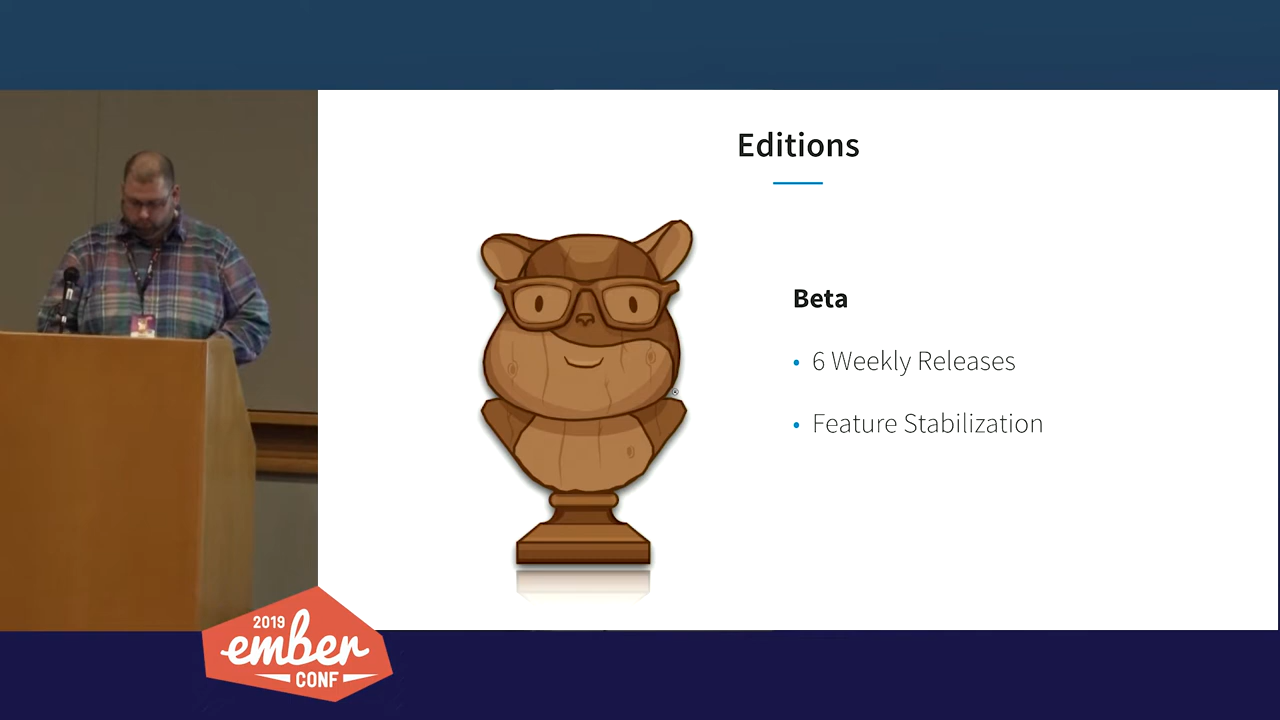 Editions
Beta
• 6 Weekly Releases
• Feature Stabilization
2019
ember
CONF